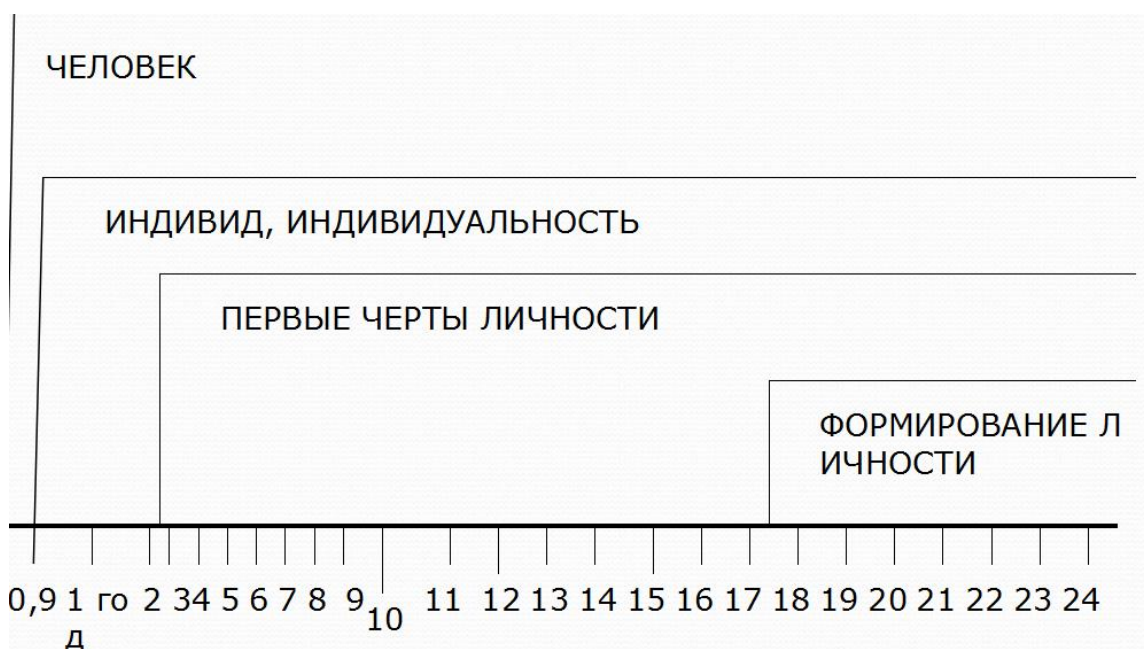 ЧЕЛОВЕК
ИНДИВИД, ИНДИВИДУАЛЬНОСТЬ
ПЕРВЫЕ ЧЕРТЫ ЛИЧНОСТИ
ФОРМИРОВАНИЕ Л
ИЧНОСТИ
0,9 1 го 2 34 5 6 7 8 9 10 11 12 13 14 15 16 17 18 19 20 21 22 23 24
д